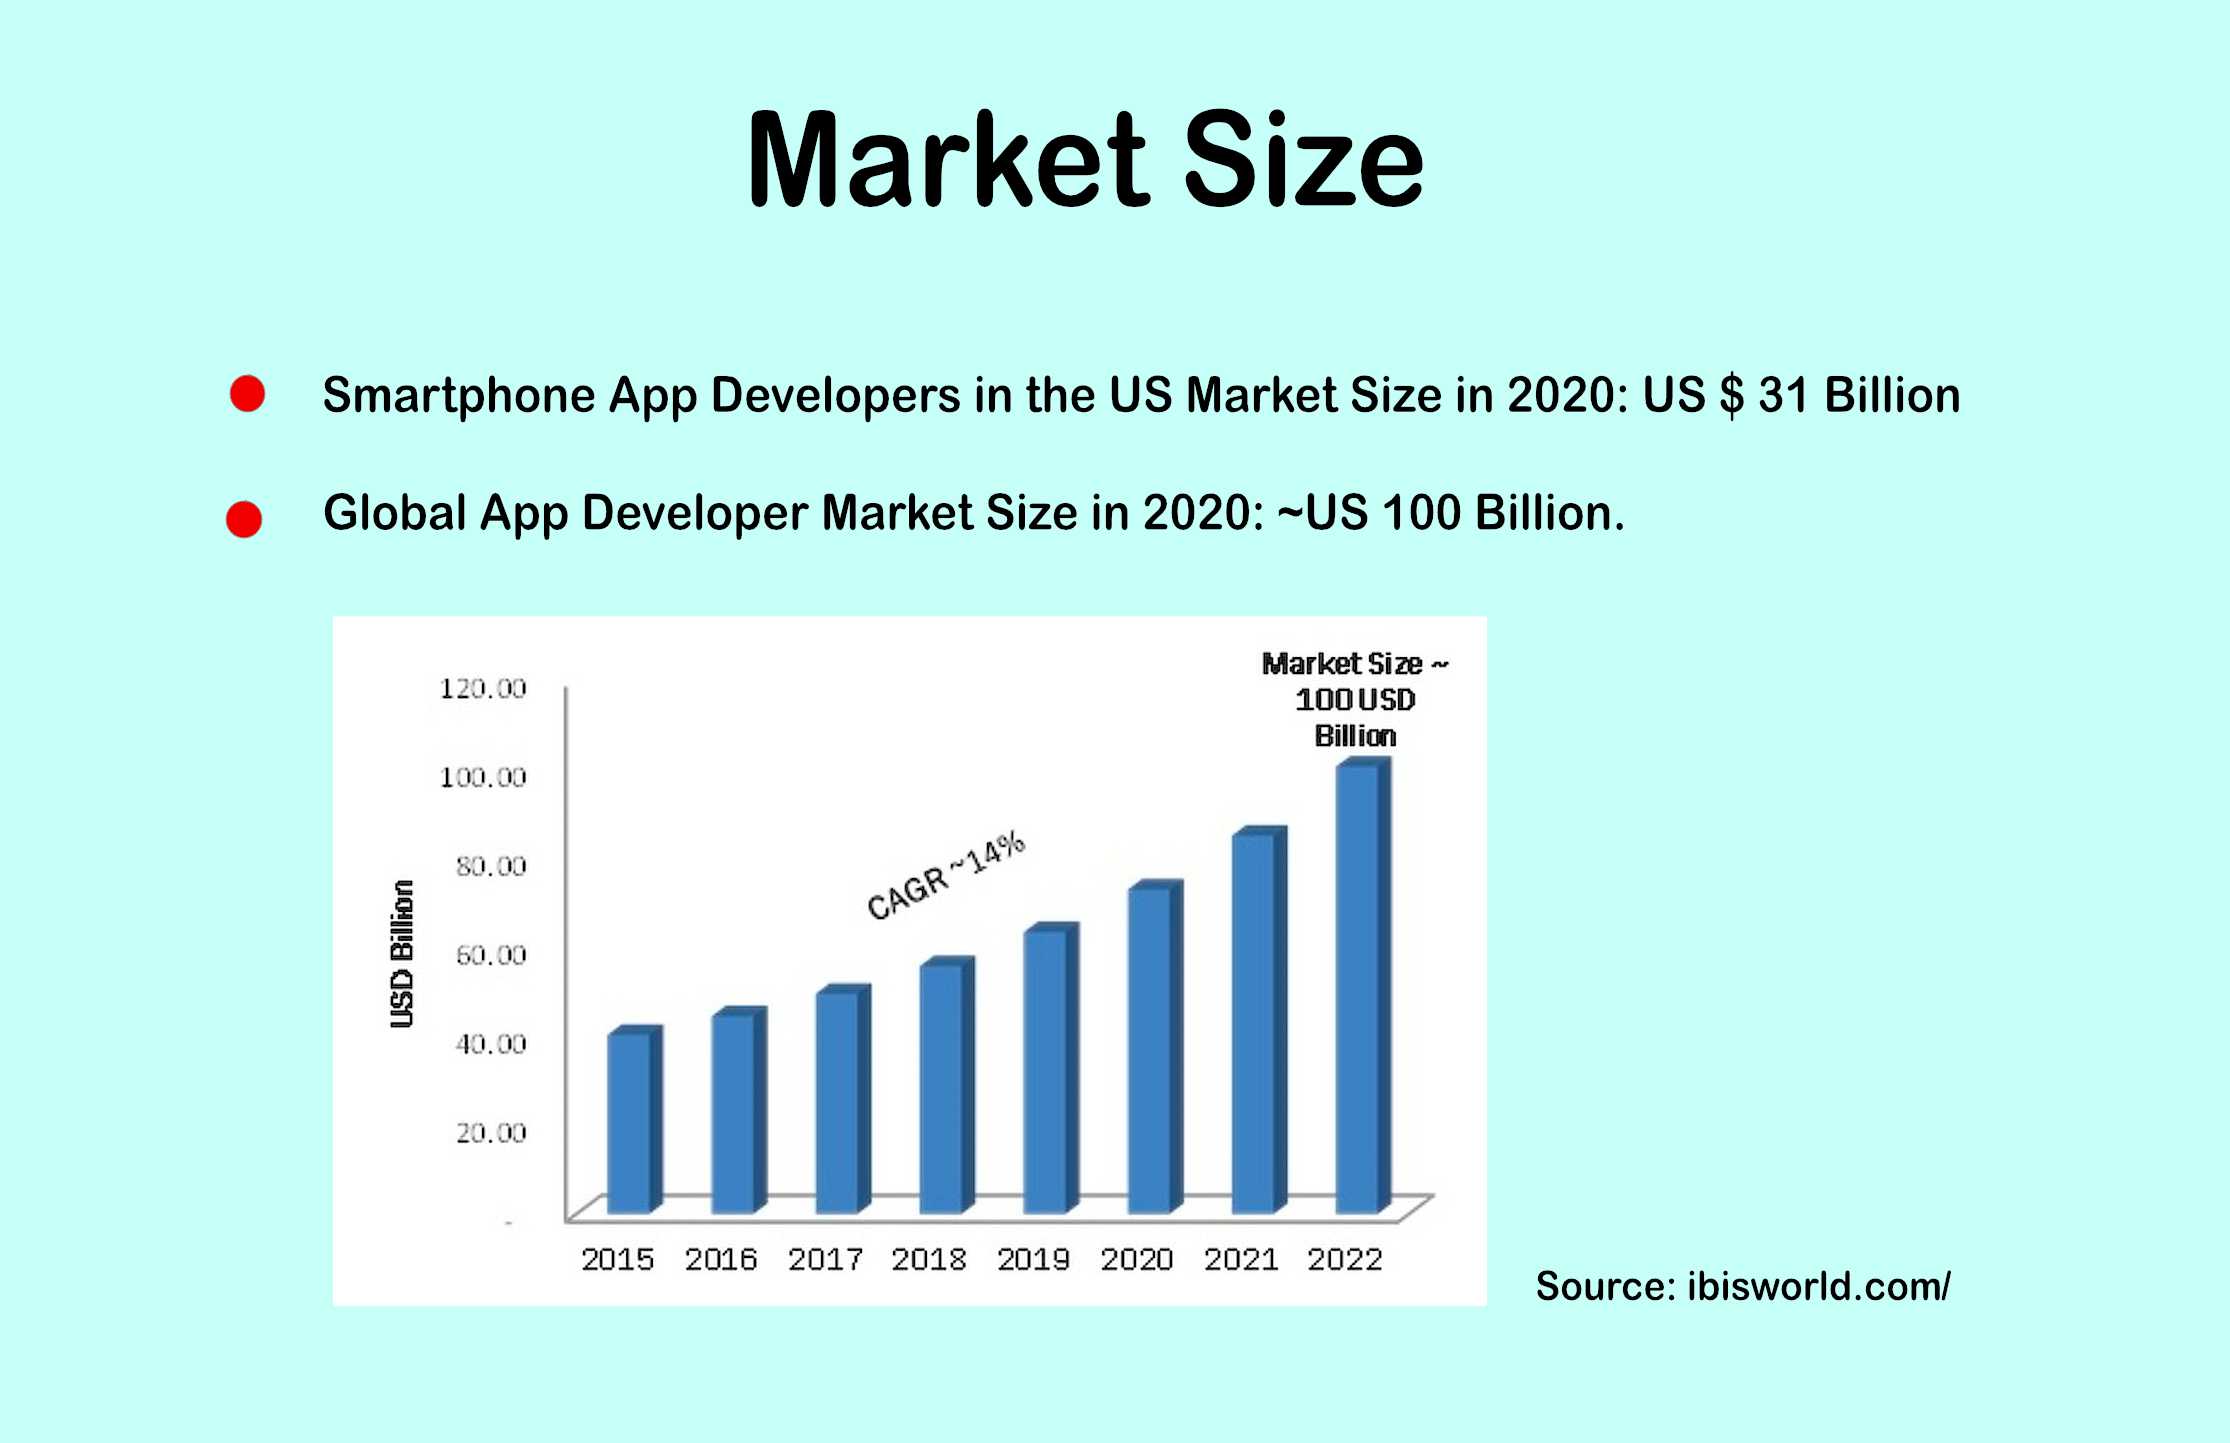 Market Size
Smartphone App Developers in the US Market Size in 2020: US $ 31 Billion
Global App Developer Market Size in 2020: ~US 100 Billion.
Market Size ~
100 USD
Billion
120.00
100.00
80.00
60.00
40.00
20.00
-
USD Billion
CAGR ~14%
2015 2016 2017 2018 2019 2020 2021 2022
Source: ibisworld.com/